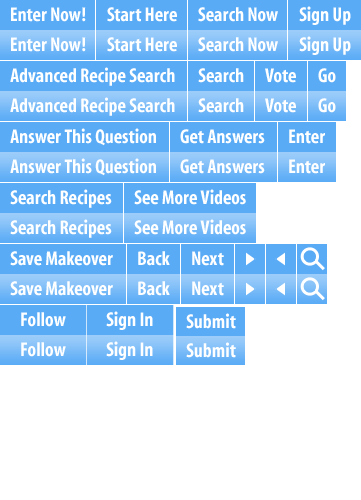 Enter Now! Start Here Search Now Sign Up
Enter Now! Start Here Search Now Sign Up
Advanced Recipe Search Search Vote Go
Advanced Recipe Search Search Vote Go
Answer This Question Get Answers Enter
Answer This Question Get Answers Enter
Search Recipes See More Videos
Search Recipes See More Videos
Save Makeover Back Next
Save Makeover Back Next
Follow Sign In Submit
Follow Sign In Submit